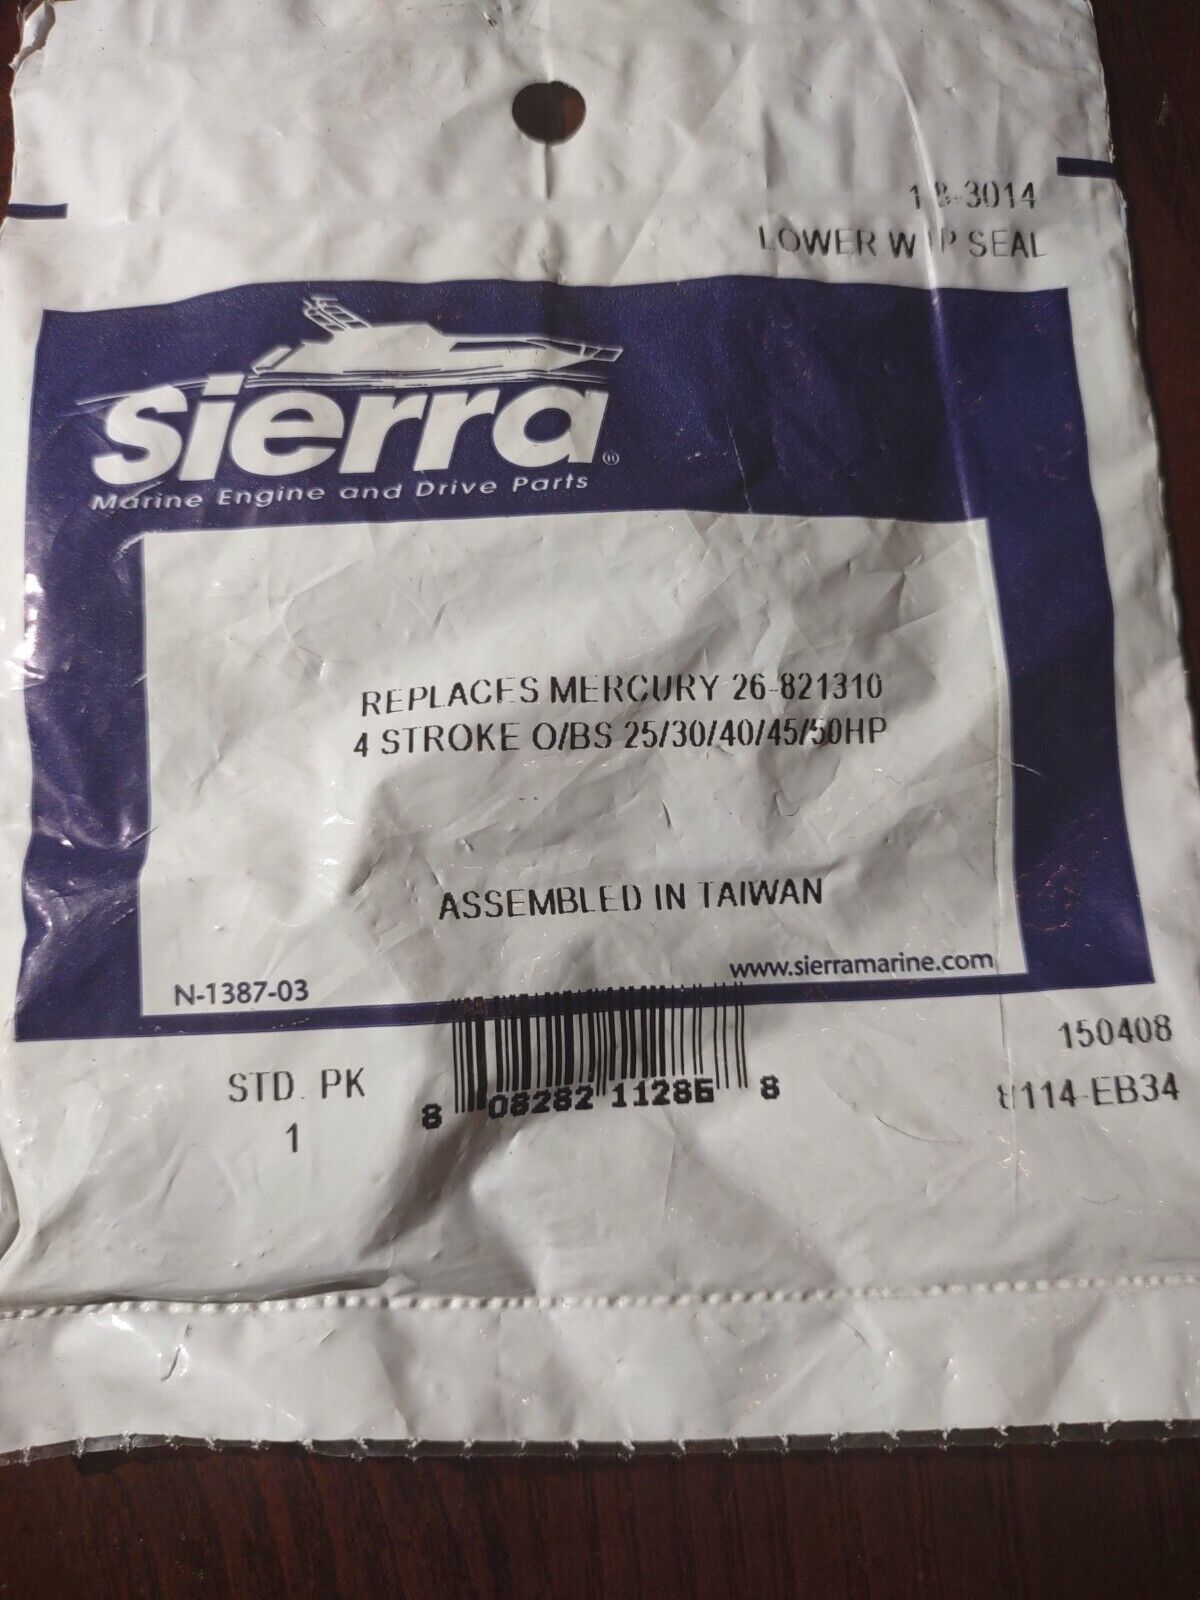 18-3014
LOWER W/P SEAL
sierra®
Marine Engine and Drive Parts
REPLACES MERCURY 26-821310
4 STROKE O/BS 25/30/40/45/50HP
ASSEMBLED IN TAIWAN
www.sierramarine.com
N-1387-03
150408
STD. PK
1
8 08282 11286 8
8114-EB34